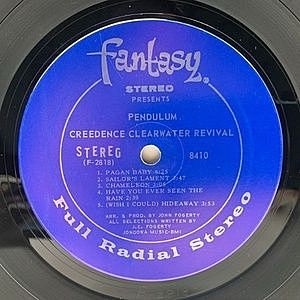 Fantasy
STEREO
PRESENTS
PENDULUM
CREEDENCE CLEARWATER REVIVAL
STEREO
(F-2818)
8410
1. PAGAN BABY 6:25
2. SAILOR'S LAMENT 3:47
3. CHAMELEON 3:05
4. HAVE YOU EVER SEEN THE
RAIN 2:39
5. (WISH I COULD) HIDEAWAY 3:53
ARR. & PROD. BY JOHN FOGERTY
ALL SELECTIONS WRITTEN BY
J.C. FOGERTY
JONDORA MUSIC-BMI
Full Radial Stereo